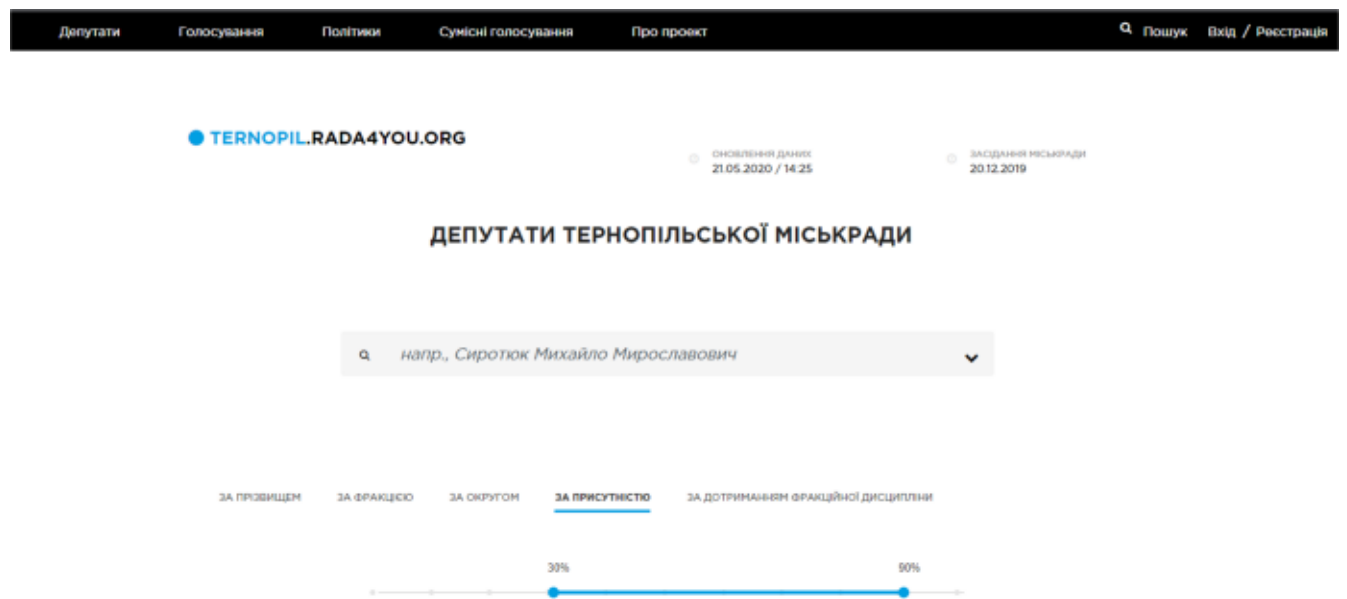 Депутати Голосування Політики Сумісні голосування Про проект Пошук Вхід / Реєстрація
TERNOPIL.RADA4YOU.ORG
ОНОВЛЕННЯ ДАНИХ ЗАСІДАННЯ МІСЬКРАДИ
21.05.2020 / 14:25 20.12.2019
ДЕПУТАТИ ТЕРНОПІЛЬСЬКОЇ МІСЬКРАДИ
напр., Сиротюк Михайло Мирославович
ЗА ПРІЗВИЩЕМ ЗА ФРАКЦІЄЮ ЗА ОКРУГОМ ЗА ПРИСУТНІСТЮ ЗА ДОТРИМАННЯМ ФРАКЦІЙНОЇ ДИСЦИПЛІНИ
30% 90%